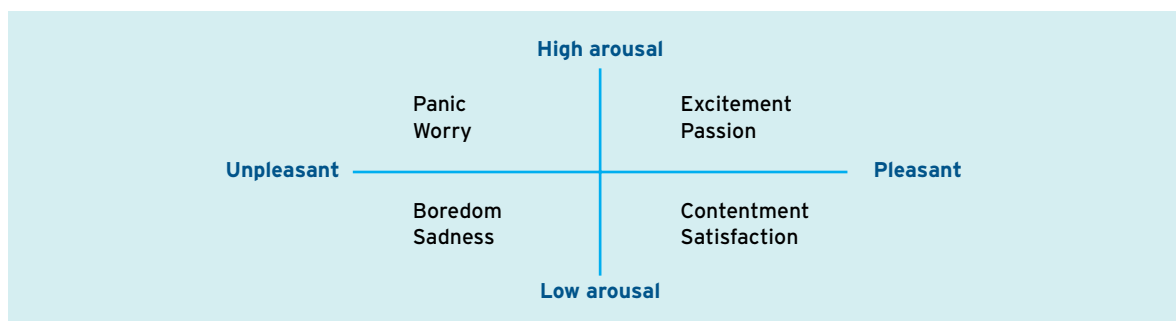 High arousal
Panic
Worry
Excitement
Passion
Unpleasant
Pleasant
Boredom
Sadness
Contentment
Satisfaction
Low arousal